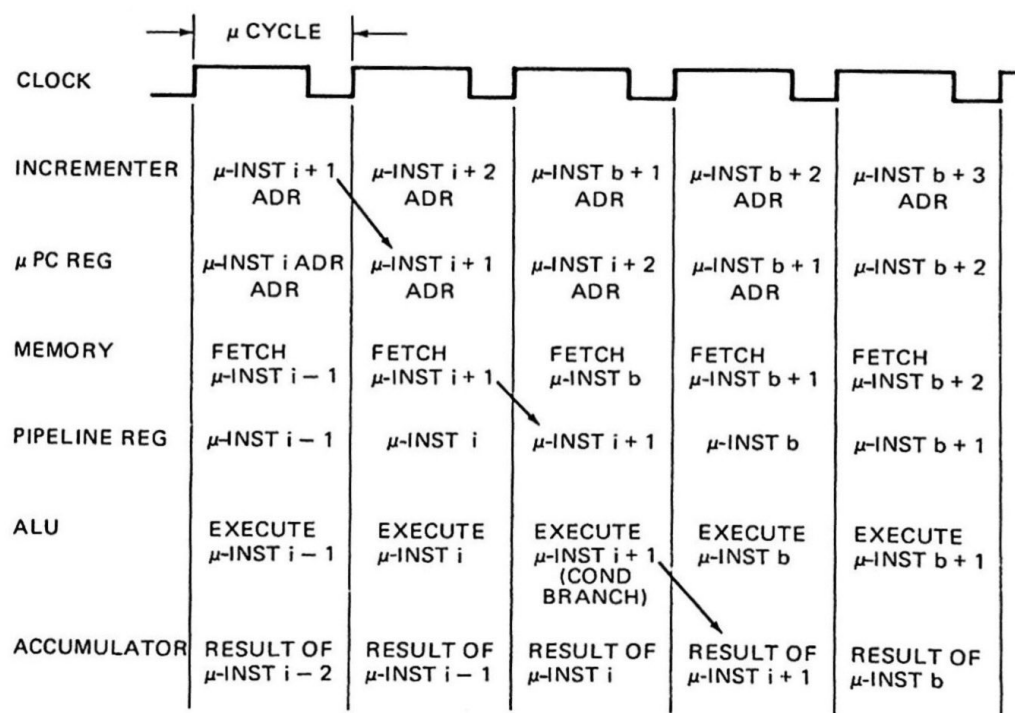 μ CYCLE
CLOCK
INCREMENTER μ-INST i + 1 μ-INST i + 2 μ-INST b + 1 μ-INST b + 2 μ-INST b + 3
ADR ADR ADR ADR ADR
μ PC REG μ-INST i ADR μ-INST i + 1 μ-INST i + 2 μ-INST b + 1 μ-INST b + 2
ADR ADR ADR ADR
MEMORY FETCH FETCH FETCH FETCH FETCH
μ-INST i – 1 μ-INST i + 1 μ-INST b μ-INST b + 1 μ-INST b + 2
PIPELINE REG μ-INST i – 1 μ-INST i μ-INST i + 1 μ-INST b μ-INST b + 1
ALU EXECUTE EXECUTE EXECUTE EXECUTE EXECUTE
μ-INST i – 1 μ-INST i μ-INST i + 1 μ-INST b μ-INST b + 1
(COND
BRANCH)
ACCUMULATOR RESULT OF RESULT OF RESULT OF RESULT OF RESULT OF
μ-INST i – 2 μ-INST i – 1 μ-INST i μ-INST i + 1 μ-INST b